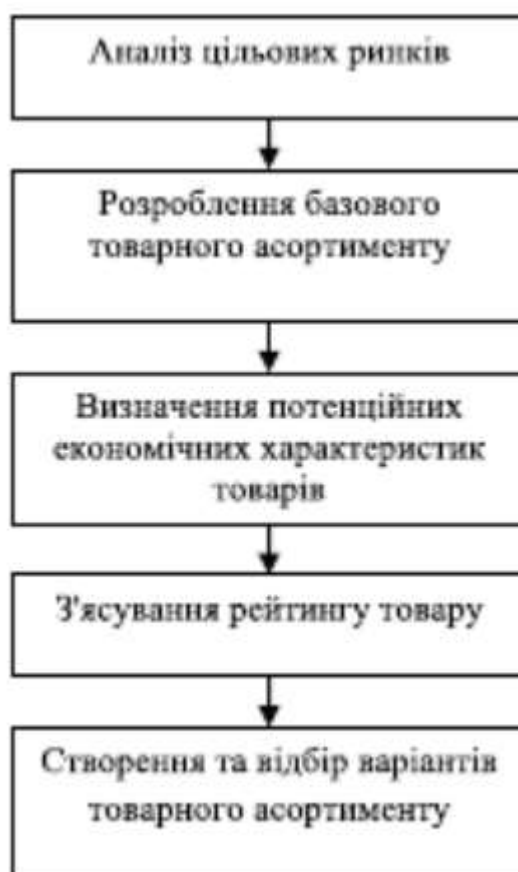 Аналіз цільових ринків
Розроблення базового
товарного асортименту
Визначення потенційних
економічних характеристик
товарів
З'ясування рейтингу товару
Створення та відбір варіантів
товарного асортименту